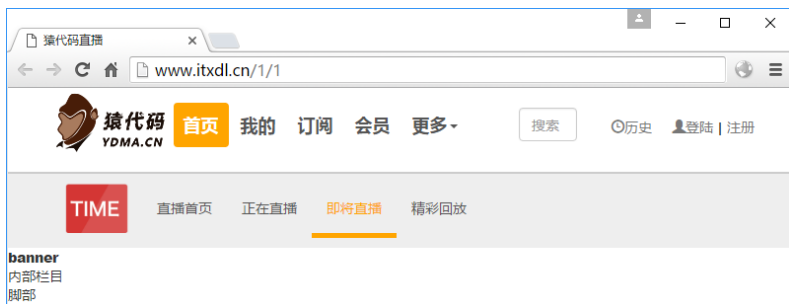 猿代码直播
www.itxdl.cn/1/1
猿代码 首页 我的 订阅 会员 更多 搜索 历史 登陆 | 注册
YDMA.CN
TIME 直播首页 正在直播 即将直播 精彩回放
banner
内部栏目
脚部